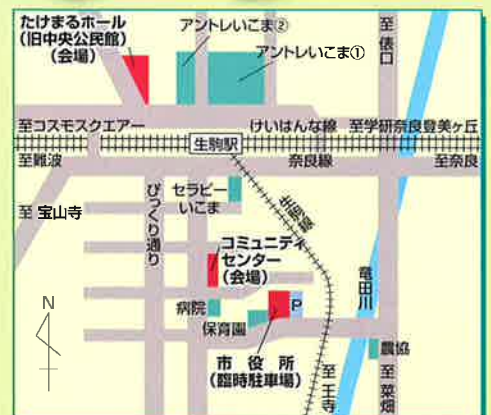 たけまるホール
(旧中央公民館)
(会場)
アントレいこま②
アントレいこま①
至俵口
至コスモスクエアー
けいはんな線
至学研奈良登美ヶ丘
生駒駅
至難波
奈良線
至奈良
至 宝山寺
びっくり通り
セラビー
いこま
生駒線
コミュニティ
センター
(会場)
竜田川
N
病院
P
保育園
市役所
(臨時駐車場)
農協
至王寺
至菜畑